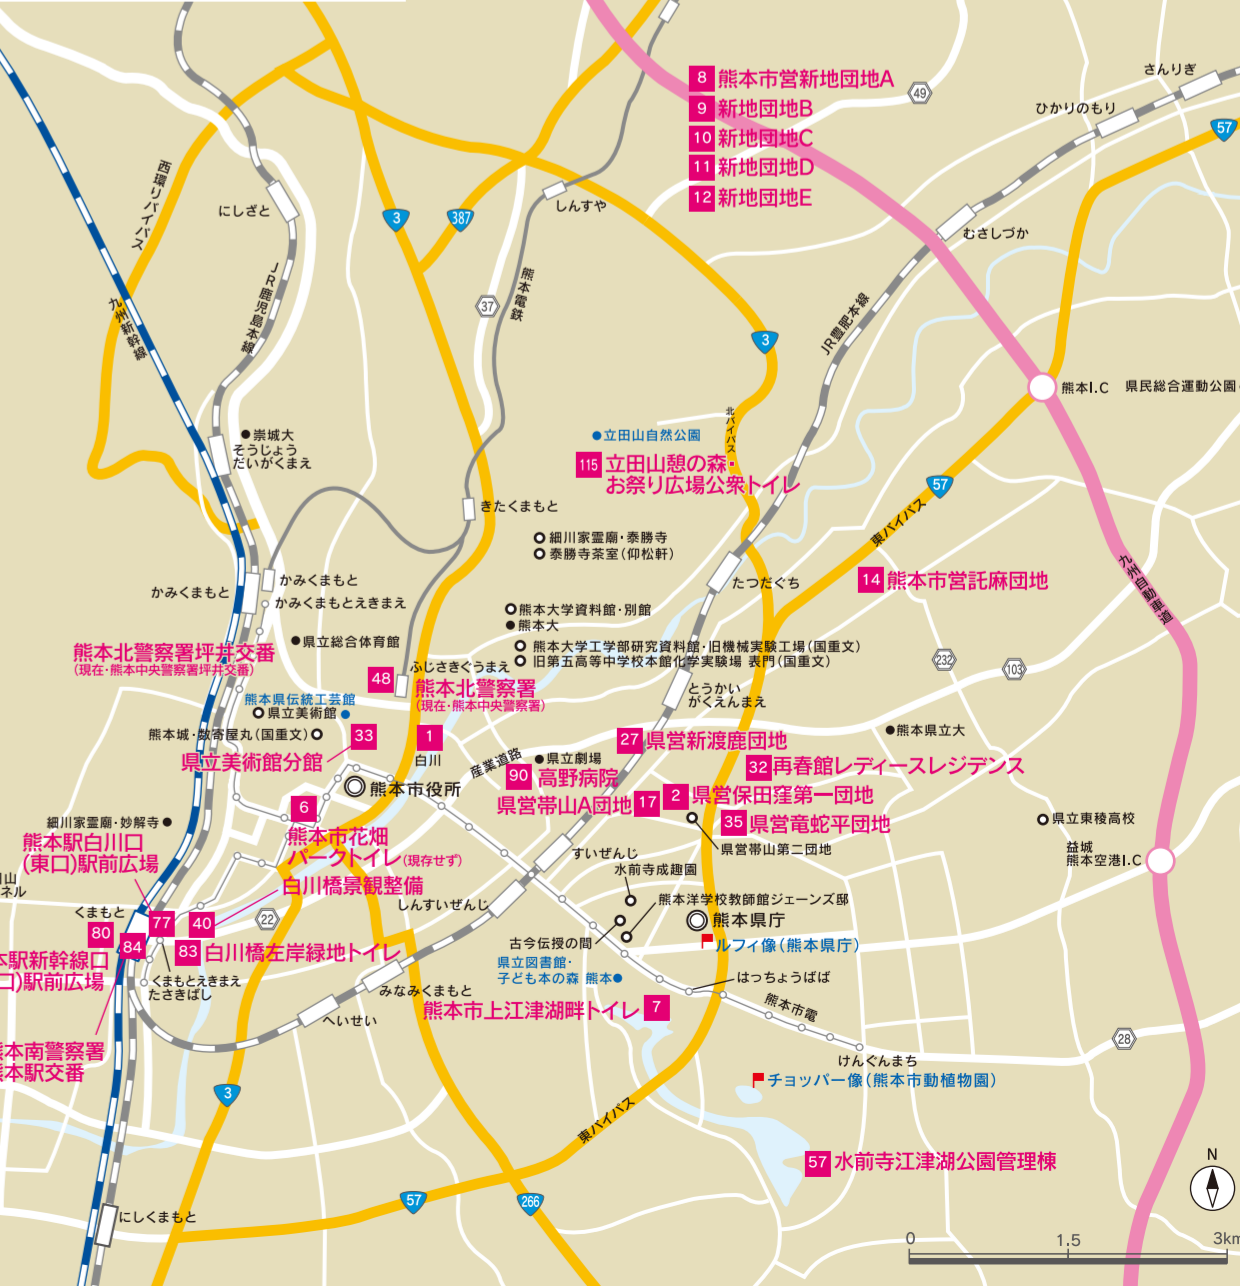 8 熊本市営新地団地A
9 新地団地B
10 新地団地C
11 新地団地D
12 新地団地E
49
さんりぎ
ひかりのもり
57
西環りバイパス
にしざと
3
387
しんすや
むさしづか
JR鹿児島本線
熊本電鉄
37
九州新幹線
3
JR豊肥本線
熊本I.C
県民総合運動公園
北バイパス
崇城大
そうじょう
だいがくまえ
立田山自然公園
115 立田山憩の森・
お祭り広場公衆トイレ
57
東バイパス
きたくまもと
細川家霊廟・泰勝寺
泰勝寺茶室(仰松軒)
たつだぐち
14 熊本市営託麻団地
九州自動車道
かみくまもと
かみくまもと
かみくまもとえきまえ
熊本大学資料館・別館
熊本大
県立総合体育館
熊本大学工学部研究資料館・旧機械実験工場(国重文)
旧第五高等中学校本館化学実験場 表門(国重文)
232
103
熊本北警察署坪井交番
(現在・熊本中央警察署坪井交番)
ふじさきぐうまえ
48 熊本北警察署
(現在・熊本中央警察署)
とうかい
がくえんまえ
熊本県伝統工芸館
県立美術館
熊本城・数寄屋丸(国重文)
33
県立美術館分館
1
白川
産業道路
県立劇場
27 県営新渡鹿団地
熊本県立大
32 再春館レディースレジデンス
90 高野病院
熊本市役所
県営帯山A団地 17
2 県営保田窪第一団地
35 県営竜蛇平団地
県営帯山第二団地
県立東稜高校
6
熊本市花畑
パークトイレ(現存せず)
細川家霊廟・妙解寺
熊本駅白川口
(東口)駅前広場
益城
熊本空港I.C
すいぜんじ
水前寺成趣園
山
ネル
白川橋景観整備
しんすいぜんじ
熊本洋学校教師館ジェーンズ邸
くまもと
77
40
22
80
84
83 白川橋左岸緑地トイレ
熊本県庁
ルフィ像(熊本県庁)
古今伝授の間
県立図書館・
子ども本の森 熊本
本駅新幹線口
口)駅前広場
くまもとえきまえ
たさきばし
みなみくまもと
はっちょうばば
熊本市電
熊本市上江津湖畔トイレ 7
へいせい
本南警察署
本駅交番
けんぐんまち
28
3
チョッパー像(熊本市動植物園)
東バイパス
57 水前寺江津湖公園管理棟
N
57
266
にしくまもと
0 1.5 3km